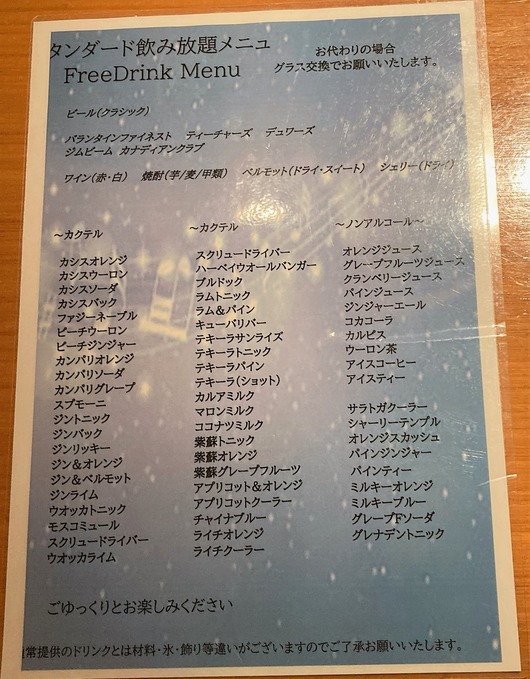 タンダード飲み放題メニュ
FreeDrink Menu
お代わりの場合
グラス交換でお願いいたします。
ビール(クラシック)
バランタインファイネスト ティーチャーズ デュワーズ
ジムビーム カナディアンクラブ
ワイン(赤・白) 焼酎(芋/麦/甲類) ベルモット(ドライ・スイート) シェリー(ドライ)
~カクテル
カシスオレンジ
カシスウーロン
カシスソーダ
カシスバック
ファジーネーブル
ピーチウーロン
ピーチジンジャー
カンパリオレンジ
カンパリソーダ
カンパリグレープ
スプモーニ
ジントニック
ジンバック
ジンリッキー
ジン&オレンジ
ジン&ベルモット
ジンライム
ウオッカトニック
モスコミュール
スクリュードライバー
ウオッカライム
~カクテル
スクリュードライバー
ハーベイウオールバンガー
ブルドック
ラムトニック
ラム&パイン
キューバリバー
テキーラサンライズ
テキーラトニック
テキーラパイン
テキーラ(ショット)
カルアミルク
マロンミルク
ココナツミルク
紫蘇トニック
紫蘇オレンジ
紫蘇グレープフルーツ
アプリコット&オレンジ
アプリコットクーラー
チャイナブルー
ライチオレンジ
ライチクーラー
~ノンアルコール~
オレンジジュース
グレープフルーツジュース
クランベリージュース
パインジュース
ジンジャーエール
コカコーラ
カルピス
ウーロン茶
アイスコーヒー
アイスティー
サラトガクーラー
シャーリーテンプル
オレンジスカッシュ
パインジンジャー
パインティー
ミルキーオレンジ
ミルキーブルー
グレープFソーダ
グレナデントニック
ごゆっくりとお楽しみください
常提供のドリンクとは材料・氷・飾り等違いがございますのでご了承お願いいたします。